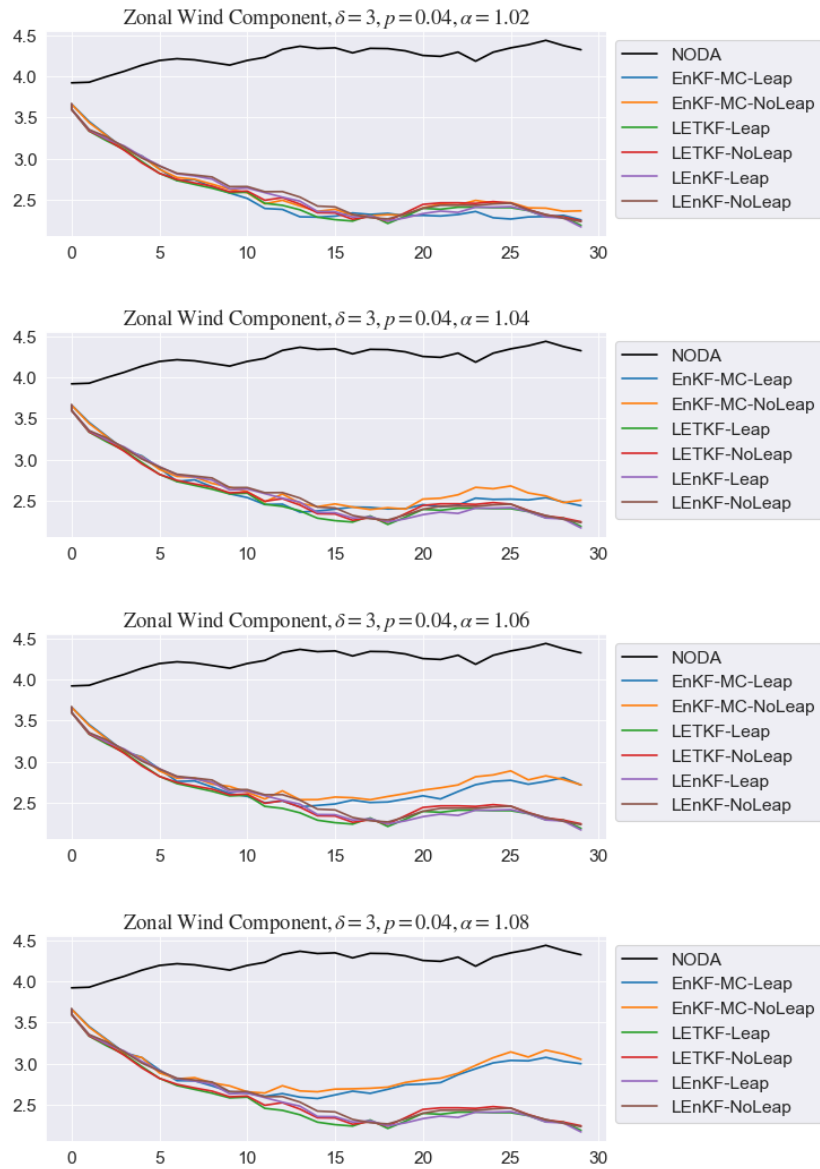 Zonal Wind Component, δ = 3, p = 0.04, α = 1.02
4.5
4.0
3.5
3.0
2.5
0 5 10 15 20 25 30
NODA
EnKF-MC-Leap
EnKF-MC-NoLeap
LETKF-Leap
LETKF-NoLeap
LEnKF-Leap
LEnKF-NoLeap
Zonal Wind Component, δ = 3, p = 0.04, α = 1.04
4.5
4.0
3.5
3.0
2.5
0 5 10 15 20 25 30
NODA
EnKF-MC-Leap
EnKF-MC-NoLeap
LETKF-Leap
LETKF-NoLeap
LEnKF-Leap
LEnKF-NoLeap
Zonal Wind Component, δ = 3, p = 0.04, α = 1.06
4.5
4.0
3.5
3.0
2.5
0 5 10 15 20 25 30
NODA
EnKF-MC-Leap
EnKF-MC-NoLeap
LETKF-Leap
LETKF-NoLeap
LEnKF-Leap
LEnKF-NoLeap
Zonal Wind Component, δ = 3, p = 0.04, α = 1.08
4.5
4.0
3.5
3.0
2.5
0 5 10 15 20 25 30
NODA
EnKF-MC-Leap
EnKF-MC-NoLeap
LETKF-Leap
LETKF-NoLeap
LEnKF-Leap
LEnKF-NoLeap